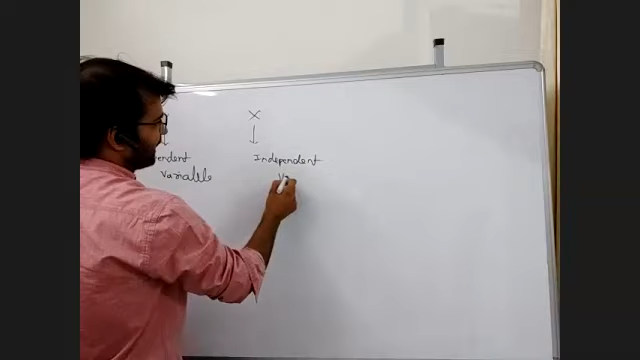 X
↓
endent Independent
Variable V